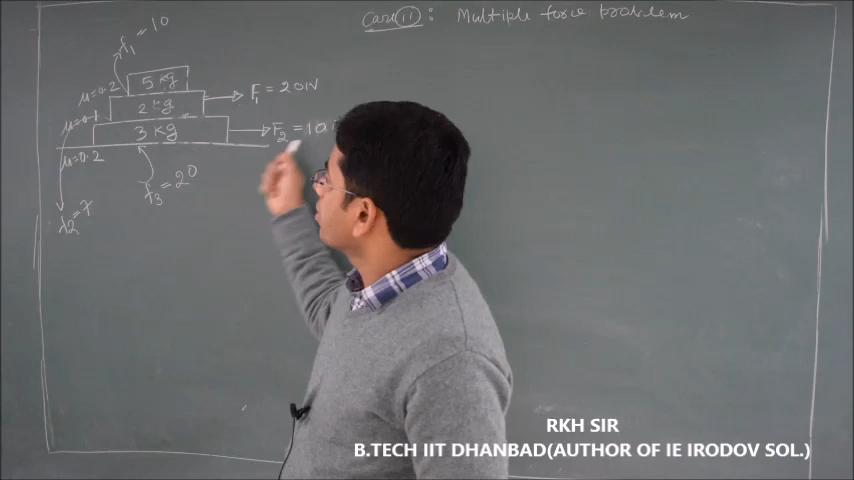 Case (ii) : Multiple force problem
f1 = 10
μ=0.2 5 kg
2 kg F1 = 20N
μ=0.1
3 kg F2 = 10
μ=0.2
f3 = 20
f2 = 7
RKH SIR
B.TECH IIT DHANBAD(AUTHOR OF IE IRODOV SOL.)